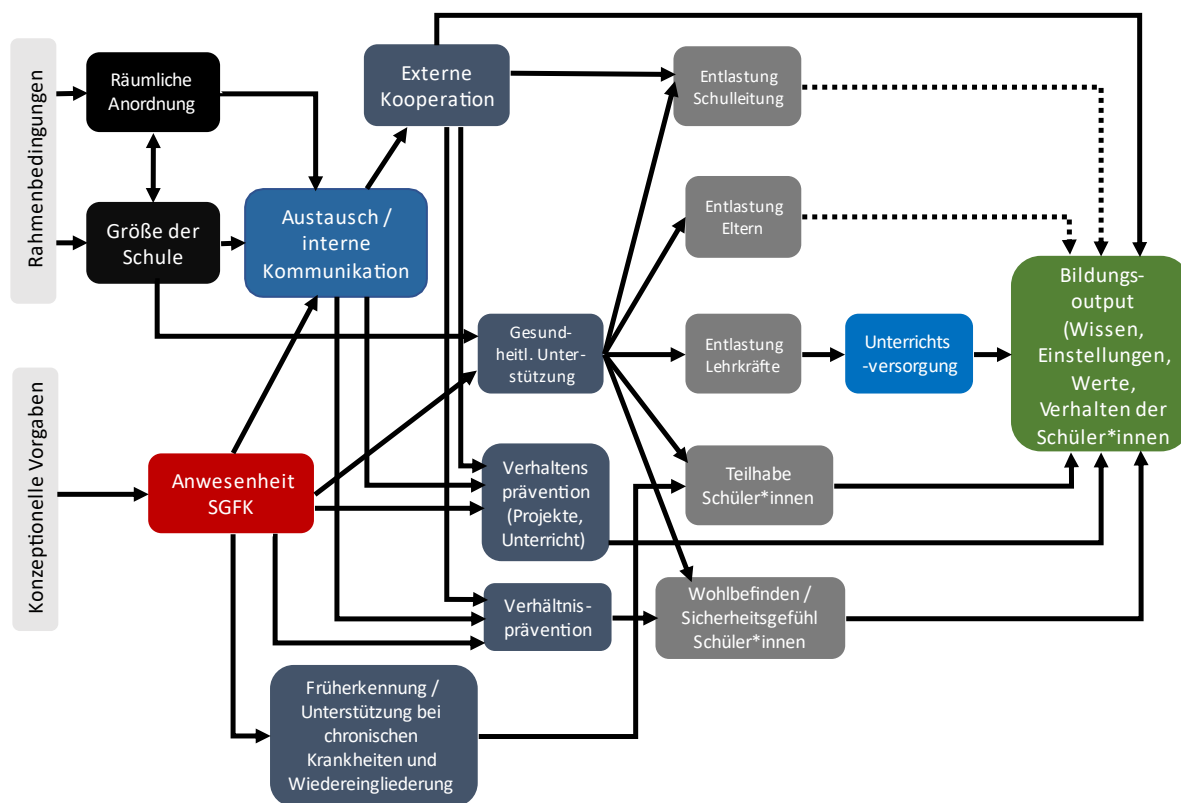 Rahmenbedingungen
Räumliche
Anordnung
Größe der
Schule
Externe
Kooperation
Austausch /
interne
Kommunikation
Entlastung
Schulleitung
Entlastung
Eltern
Gesund-
heitl. Unter-
stützung
Entlastung
Lehrkräfte
Unterrichts
-versorgung
Bildungs-
output
(Wissen,
Einstellungen,
Werte,
Verhalten der
Schüler*innen
Konzeptionelle Vorgaben
Anwesenheit
SGFK
Verhaltens
prävention
(Projekte,
Unterricht)
Teilhabe
Schüler*innen
Verhältnis-
prävention
Wohlbefinden /
Sicherheitsgefühl
Schüler*innen
Früherkennung /
Unterstützung bei
chronischen
Krankheiten und
Wiedereingliederung